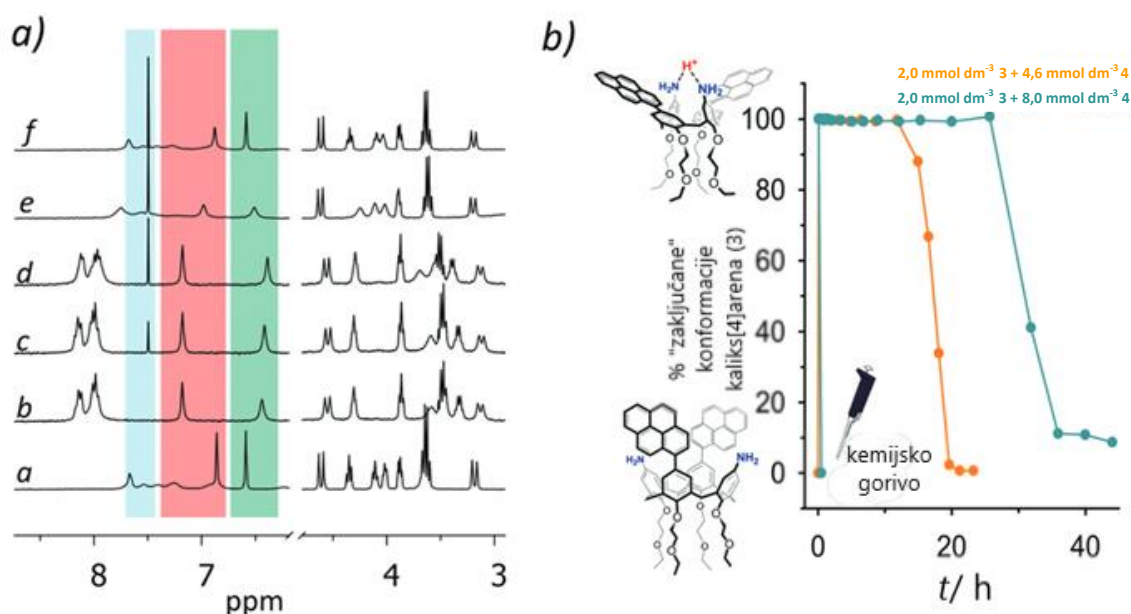 a)
f
e
d
c
b
a
8
7
4
3
ppm
b)
H⁺
H₂N
NH₂
O
O
O
O
% "zaključane"
konformacije
kaliks[4]arena (3)
H₂N
NH₂
O
O
O
O
O
O
O
O
2,0 mmol dm⁻³ 3 + 4,6 mmol dm⁻³ 4
2,0 mmol dm⁻³ 3 + 8,0 mmol dm⁻³ 4
100
80
60
40
20
0
kemijsko
gorivo
0
20
40
t/ h